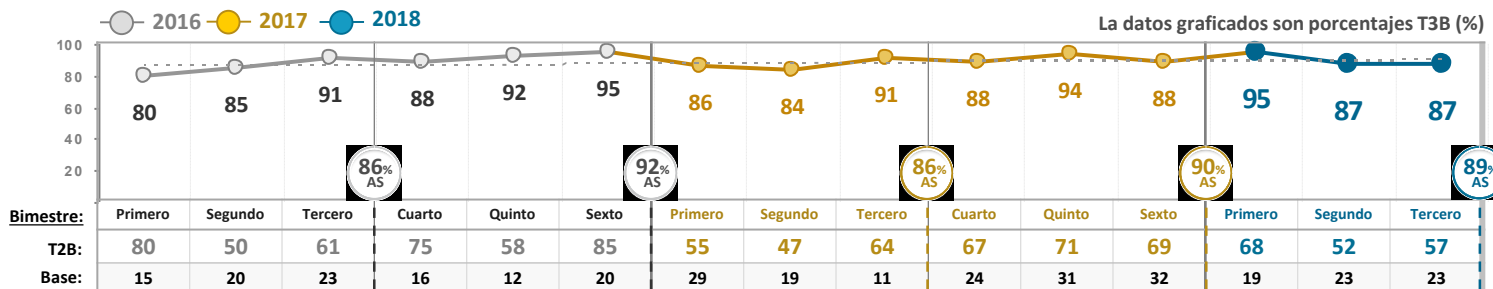 2016 2017 2018 La datos graficados son porcentajes T3B (%)
100
80
60
40
20
80 85 91 88 92 95 86 84 91 88 94 88 95 87 87
86% AS 92% AS 86% AS 90% AS 89% AS
Bimestre: Primero Segundo Tercero Cuarto Quinto Sexto Primero Segundo Tercero Cuarto Quinto Sexto Primero Segundo Tercero
T2B: 80 50 61 75 58 85 55 47 64 67 71 69 68 52 57
Base: 15 20 23 16 12 20 29 19 11 24 31 32 19 23 23